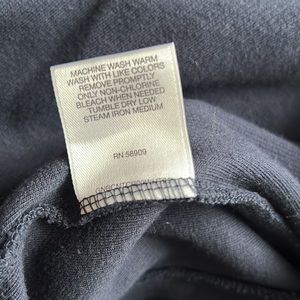 MACHINE WASH WARM
WASH WITH LIKE COLORS
REMOVE PROMPTLY
ONLY NON-CHLORINE
BLEACH WHEN NEEDED
TUMBLE DRY LOW
STEAM IRON MEDIUM
RN 58909